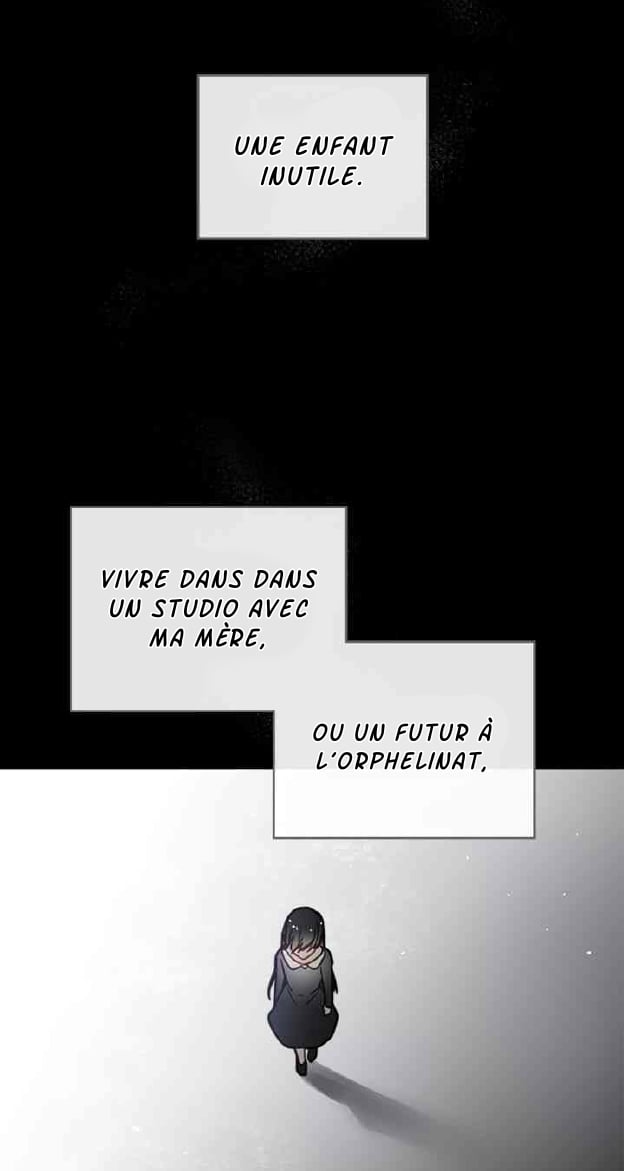 UNE ENFANT
INUTILE.
VIVRE DANS DANS
UN STUDIO AVEC
MA MÈRE,
OU UN FUTUR À
L'ORPHELINAT,